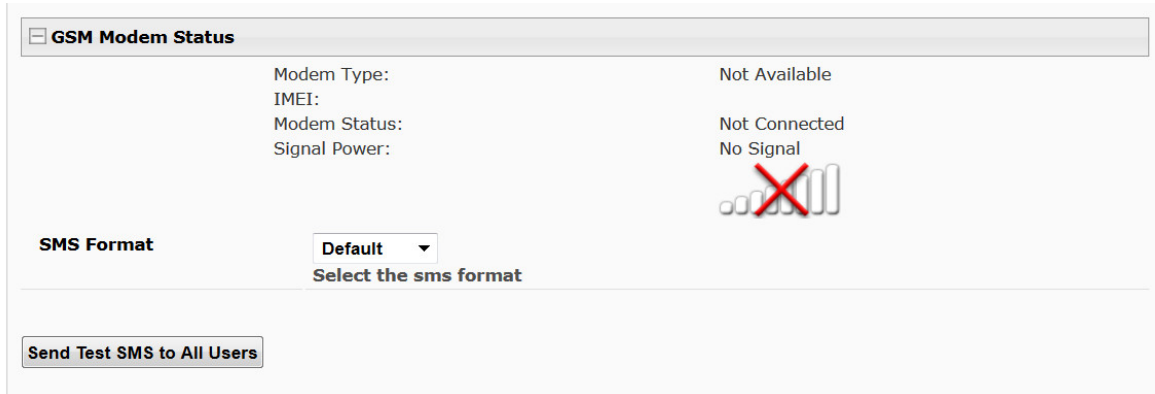 GSM Modem Status
Modem Type: Not Available
IMEI:
Modem Status: Not Connected
Signal Power: No Signal
SMS Format Default
Select the sms format
Send Test SMS to All Users